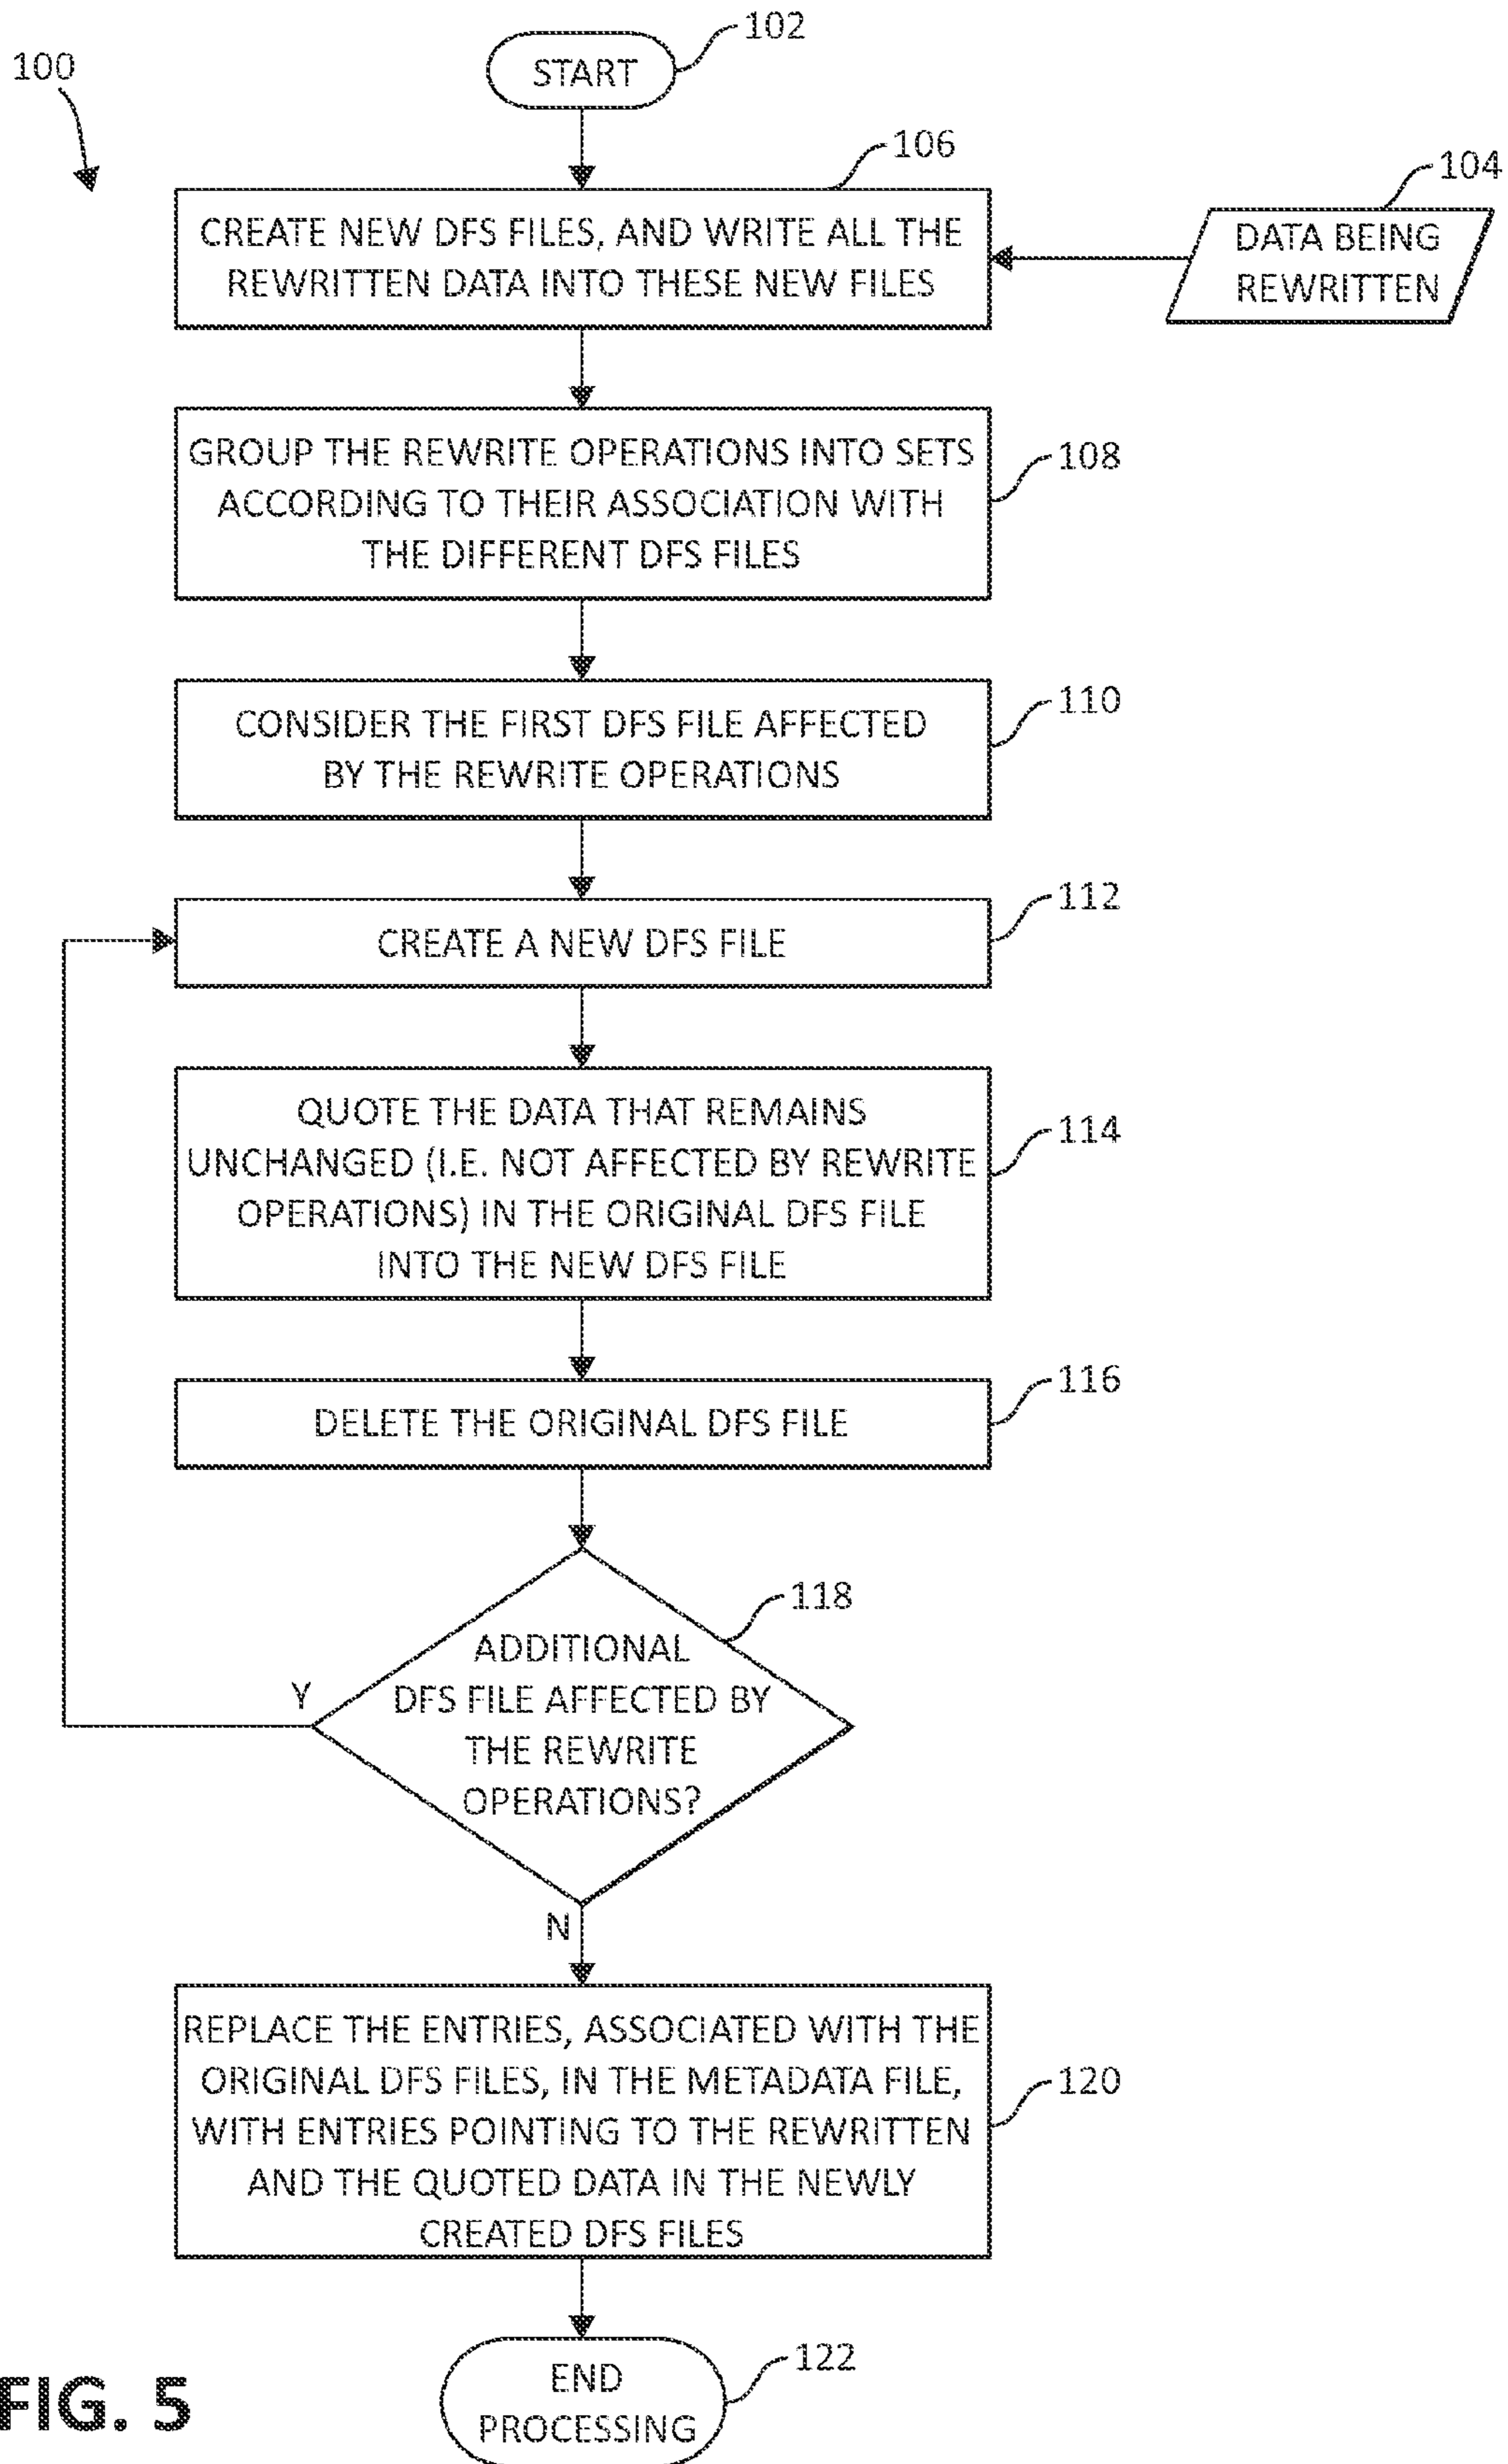 102
START
100
106
104
CREATE NEW DFS FILES, AND WRITE ALL THE
REWRITTEN DATA INTO THESE NEW FILES
DATA BEING
REWRITTEN
GROUP THE REWRITE OPERATIONS INTO SETS
ACCORDING TO THEIR ASSOCIATION WITH
THE DIFFERENT DFS FILES
108
CONSIDER THE FIRST DFS FILE AFFECTED
BY THE REWRITE OPERATIONS
110
112
CREATE A NEW DFS FILE
QUOTE THE DATA THAT REMAINS
UNCHANGED (I.E. NOT AFFECTED BY REWRITE
OPERATIONS) IN THE ORIGINAL DFS FILE
INTO THE NEW DFS FILE
114
116
DELETE THE ORIGINAL DFS FILE
118
ADDITIONAL
DFS FILE AFFECTED BY
THE REWRITE
OPERATIONS?
Y
N
REPLACE THE ENTRIES, ASSOCIATED WITH THE
ORIGINAL DFS FILES, IN THE METADATA FILE,
WITH ENTRIES POINTING TO THE REWRITTEN
AND THE QUOTED DATA IN THE NEWLY
CREATED DFS FILES
120
122
END
PROCESSING
FIG. 5